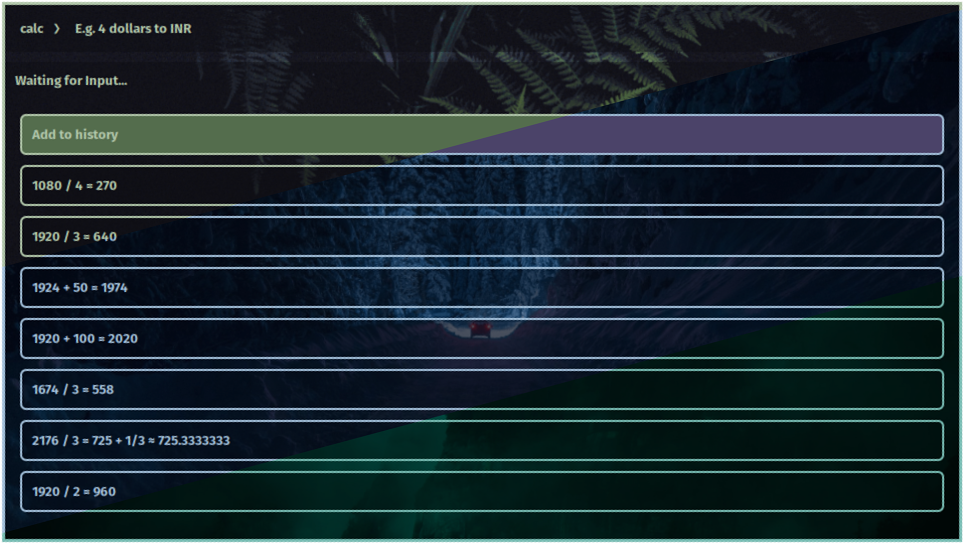 calc ❯ E.g. 4 dollars to INR
Waiting for Input...
Add to history
1080 / 4 = 270
1920 / 3 = 640
1924 + 50 = 1974
1920 + 100 = 2020
1674 / 3 = 558
2176 / 3 = 725 + 1/3 ≈ 725.3333333
1920 / 2 = 960